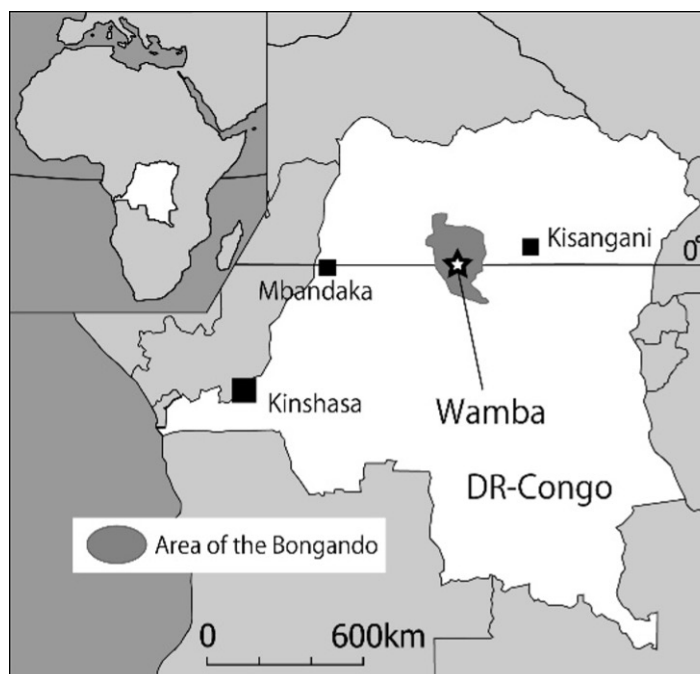 Kisangani
0°
Mbandaka
Kinshasa
Wamba
DR-Congo
Area of the Bongando
0 600km